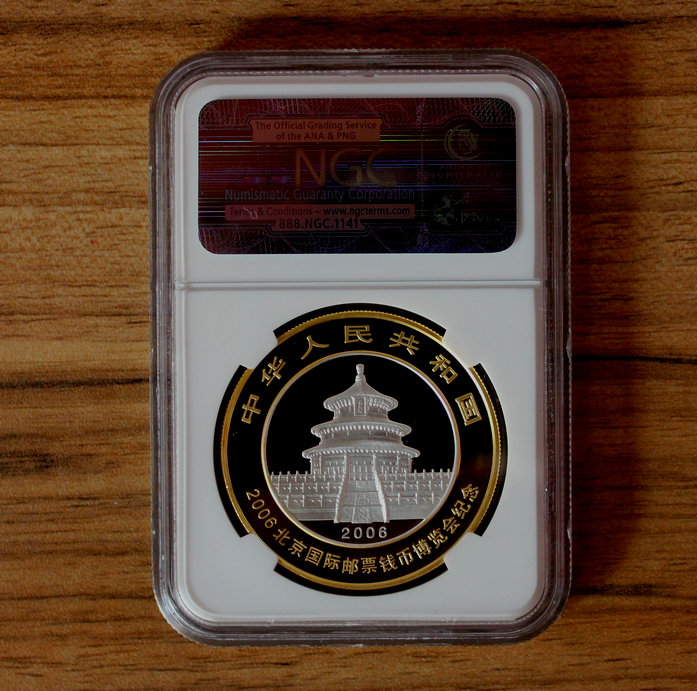 The Official Grading Service
of the ANA & PNG
NGC
NUMISMATIC
Numismatic Guaranty Corporation
Terms & Conditions – www.ngcterms.com
888.NGC.1141
中华人民共和国
2006
2006北京国际邮票钱币博览会纪念